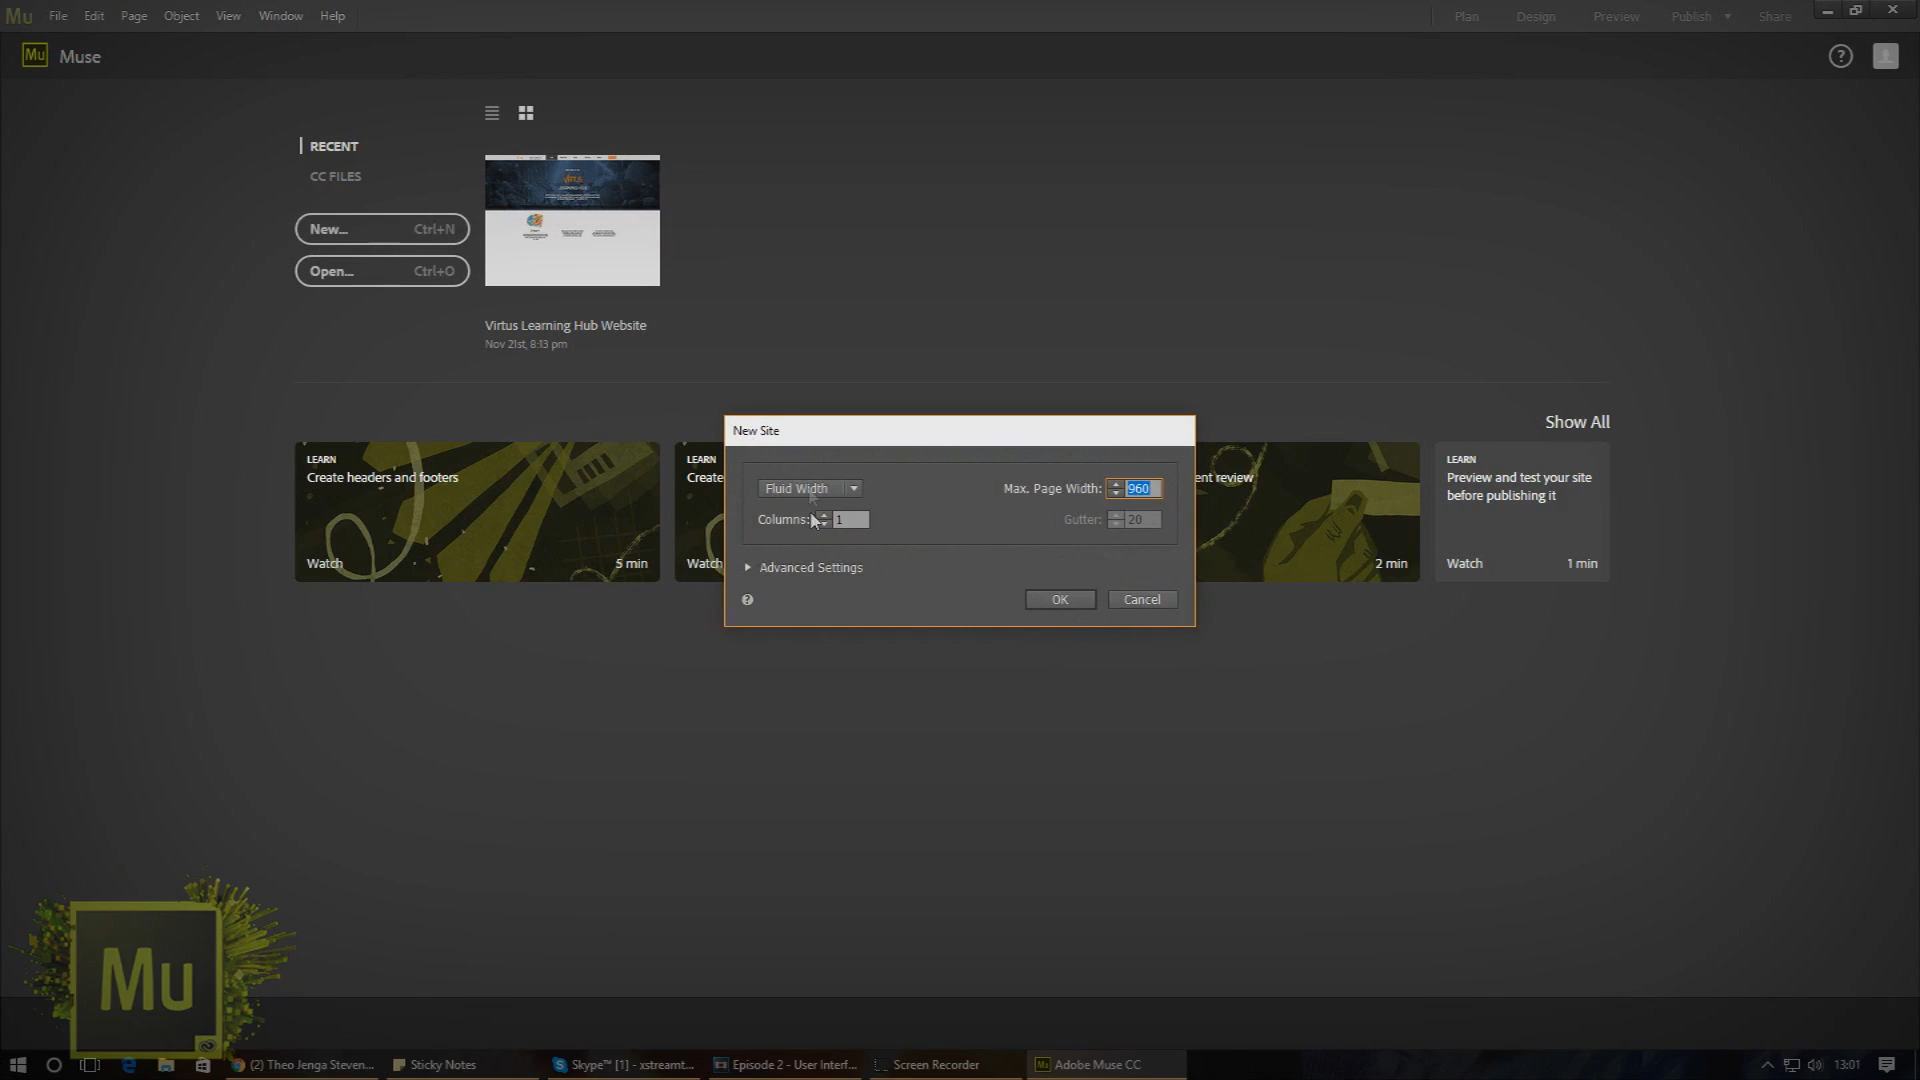 Mu File Edit Page Object View Window Help Plan Design Preview Publish Share
Mu Muse
RECENT
CC FILES
New... Ctrl+N
Open... Ctrl+O
VIRTUS
Virtus Learning Hub Website
Nov 21st, 8:13 pm
Show All
LEARN
Create headers and footers
Watch 5 min
LEARN
Create
Watch
ent review
2 min
LEARN
Preview and test your site
before publishing it
Watch 1 min
New Site
Fluid Width Max. Page Width: 960
Columns: 1 Gutter: 20
Advanced Settings
OK Cancel
Mu
(2) Theo Jenga Steven... Sticky Notes Skype™ [1] - xstreamt... Episode 2 - User Interf... Screen Recorder Mu Adobe Muse CC 13:01